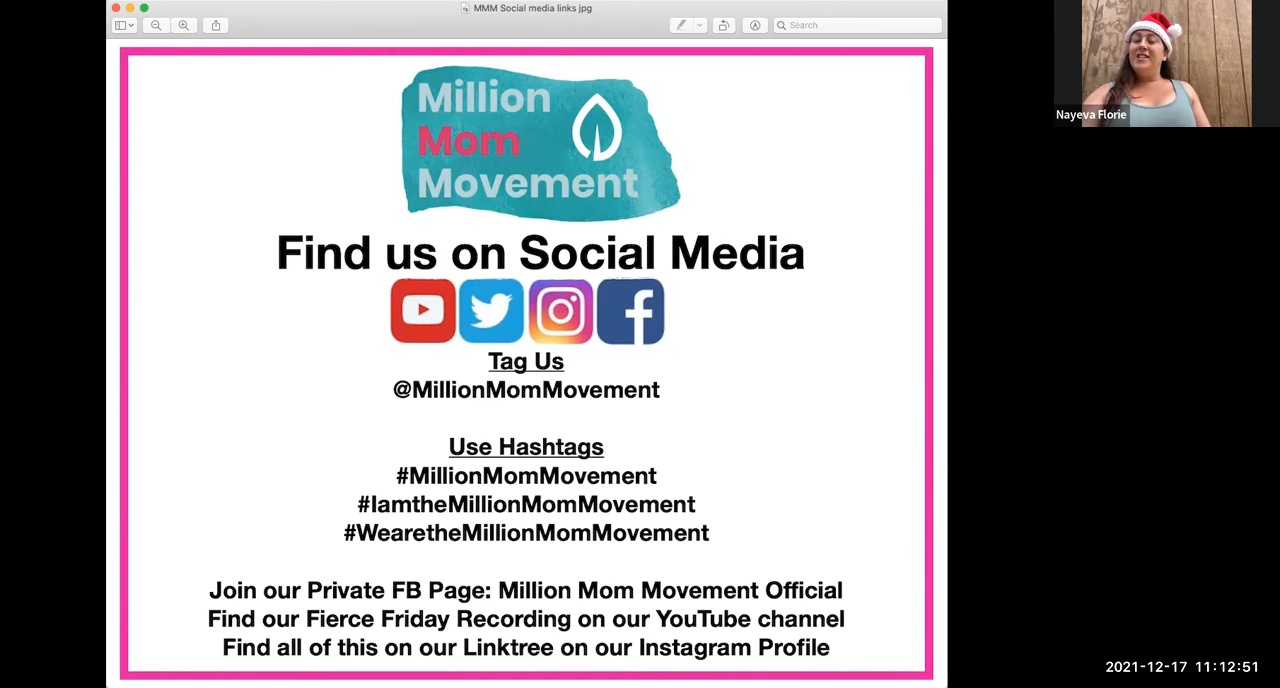 MMM Social media links jpg
Search
Million
Mom
Movement
Find us on Social Media
Tag Us
@MillionMomMovement
Use Hashtags
#MillionMomMovement
#IamtheMillionMomMovement
#WearetheMillionMomMovement
Join our Private FB Page: Million Mom Movement Official
Find our Fierce Friday Recording on our YouTube channel
Find all of this on our Linktree on our Instagram Profile
Nayeva Florie
2021-12-17 11:12:51